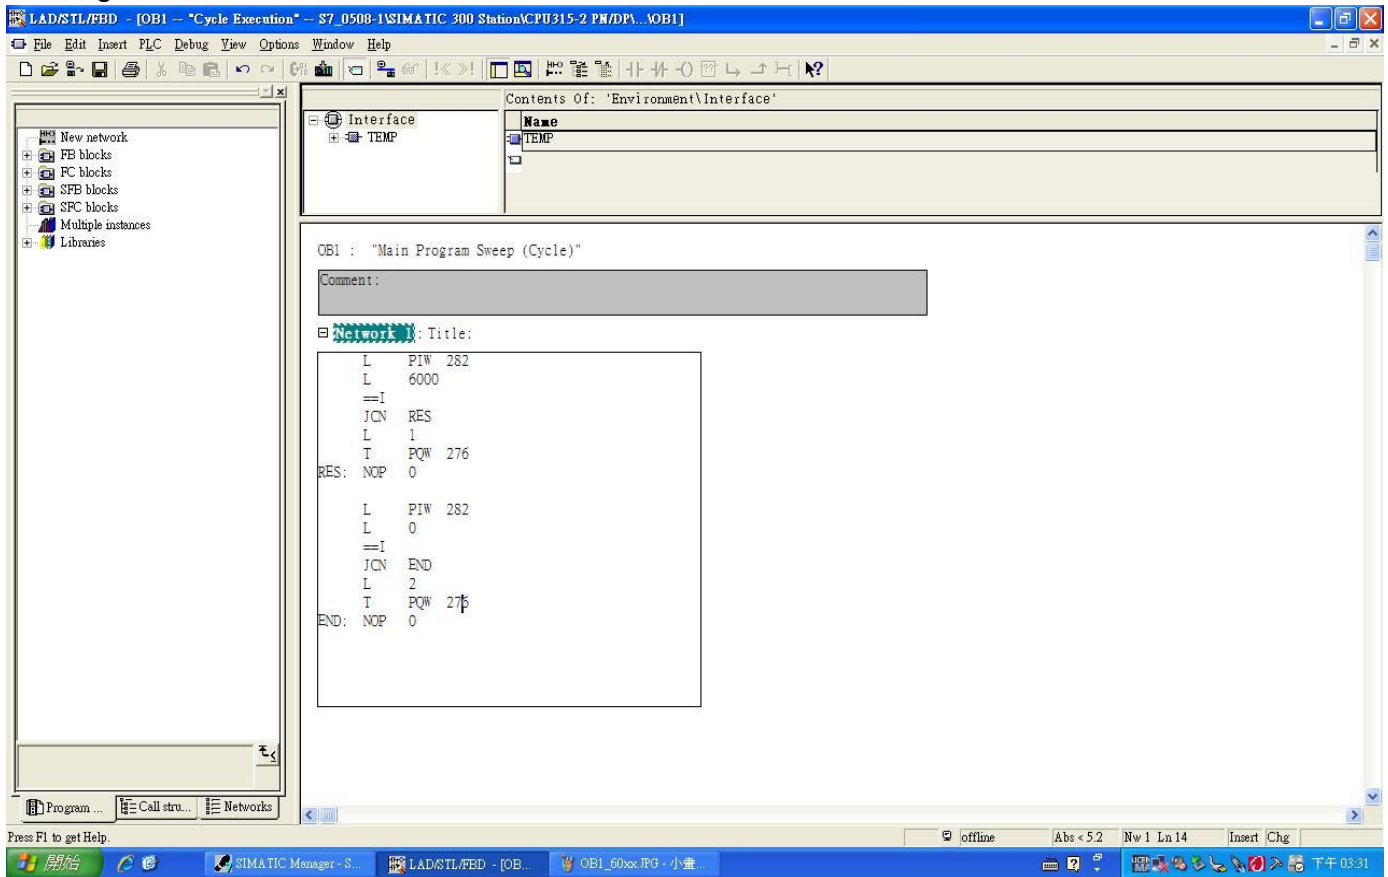 LAD/STL/FBD - [OB1 -- "Cycle Execution" -- S7_0508-1\SIMATIC 300 Station\CPU315-2 PN/DP\...\OB1]
File Edit Insert PLC Debug View Options Window Help
Contents Of: 'Environment\Interface'
Interface
TEMP
Name
TEMP
New network
FB blocks
FC blocks
SFB blocks
SFC blocks
Multiple instances
Libraries
OB1 : "Main Program Sweep (Cycle)"
Comment:
Network 1: Title:
L PIW 282
L 6000
==I
JCN RES
L 1
T PQW 276
RES: NOP 0
L PIW 282
L 0
==I
JCN END
L 2
T PQW 276
END: NOP 0
Program ... Call stru... Networks
Press F1 to get Help.
offline Abs < 5.2 Nw 1 Ln 14 Insert Chg
開始 SIMATIC Manager - S... LAD/STL/FBD - [OB... OB1_60xx.JPG - 小畫... 下午 03:31